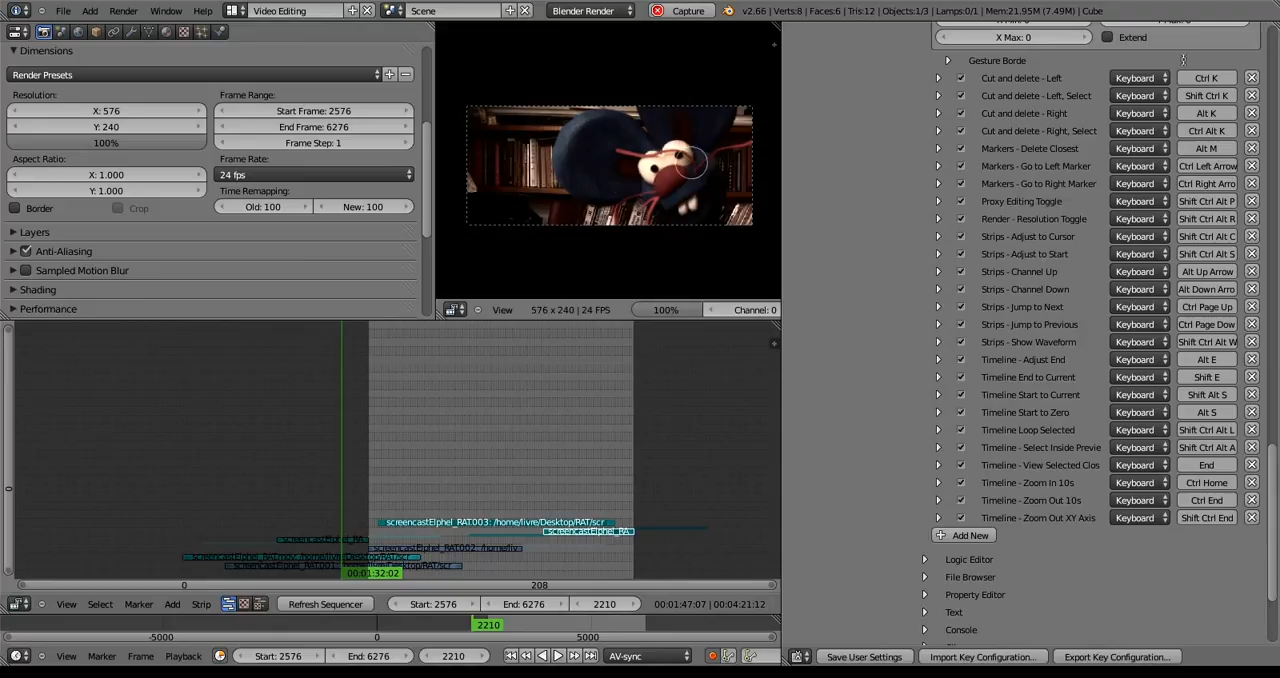 File Add Render Window Help Video Editing Scene Blender Render Capture v2.66 | Verts:8 | Faces:6 | Tris:12 | Objects:1/3 | Lamps:0/1 | Mem:21.95M (7.49M) | Cube
Dimensions
Render Presets
Resolution:
X: 576
Y: 240
100%
Aspect Ratio:
X: 1.000
Y: 1.000
Border
Crop
Frame Range:
Start Frame: 2576
End Frame: 6276
Frame Step: 1
Frame Rate:
24 fps
Time Remapping:
Old: 100
New: 100
Layers
Anti-Aliasing
Sampled Motion Blur
Shading
Performance
View 576 x 240 | 24 FPS 100% Channel: 0
X Max: 0 Extend
Gesture Borde
Cut and delete - Left Keyboard Ctrl K
Cut and delete - Left, Select Keyboard Shift Ctrl K
Cut and delete - Right Keyboard Alt K
Cut and delete - Right, Select Keyboard Ctrl Alt K
Markers - Delete Closest Keyboard Alt M
Markers - Go to Left Marker Keyboard Ctrl Left Arrow
Markers - Go to Right Marker Keyboard Ctrl Right Arro
Proxy Editing Toggle Keyboard Shift Ctrl Alt P
Render - Resolution Toggle Keyboard Shift Ctrl Alt R
Strips - Adjust to Cursor Keyboard Shift Ctrl Alt C
Strips - Adjust to Start Keyboard Shift Ctrl Alt S
Strips - Channel Up Keyboard Alt Up Arrow
Strips - Channel Down Keyboard Alt Down Arro
Strips - Jump to Next Keyboard Ctrl Page Up
Strips - Jump to Previous Keyboard Ctrl Page Dow
Strips - Show Waveform Keyboard Shift Ctrl Alt W
Timeline - Adjust End Keyboard Alt E
Timeline End to Current Keyboard Shift E
Timeline Start to Current Keyboard Shift Alt S
Timeline Start to Zero Keyboard Alt S
Timeline Loop Selected Keyboard Shift Ctrl Alt L
Timeline - Select Inside Previe Keyboard Shift Ctrl Alt A
Timeline - View Selected Clos Keyboard End
Timeline - Zoom In 10s Keyboard Ctrl Home
Timeline - Zoom Out 10s Keyboard Ctrl End
Timeline - Zoom Out XY Axis Keyboard Shift Ctrl End
Add New
Logic Editor
File Browser
Property Editor
Text
Console
Save User Settings Import Key Configuration... Export Key Configuration...
screencastElphel_RAT.003: /home/livre/Desktop/RAT/scr
screencastElphel_RA
00:01:32:02
0 208
0
View Select Marker Add Strip Refresh Sequencer Start: 2576 End: 6276 2210 00:01:47:07 | 00:04:21:12
2210
-5000 0 5000
View Marker Frame Playback Start: 2576 End: 6276 2210 AV-sync